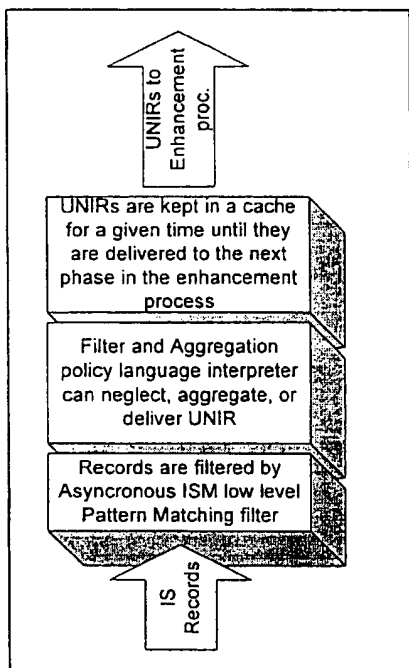 UNIRs to
Enhancement
proc.
UNIRs are kept in a cache
for a given time until they
are delivered to the next
phase in the enhancement
process
Filter and Aggregation
policy language interpreter
can neglect, aggregate, or
deliver UNIR
Records are filtered by
Asyncronous ISM low level
Pattern Matching filter
IS
Records